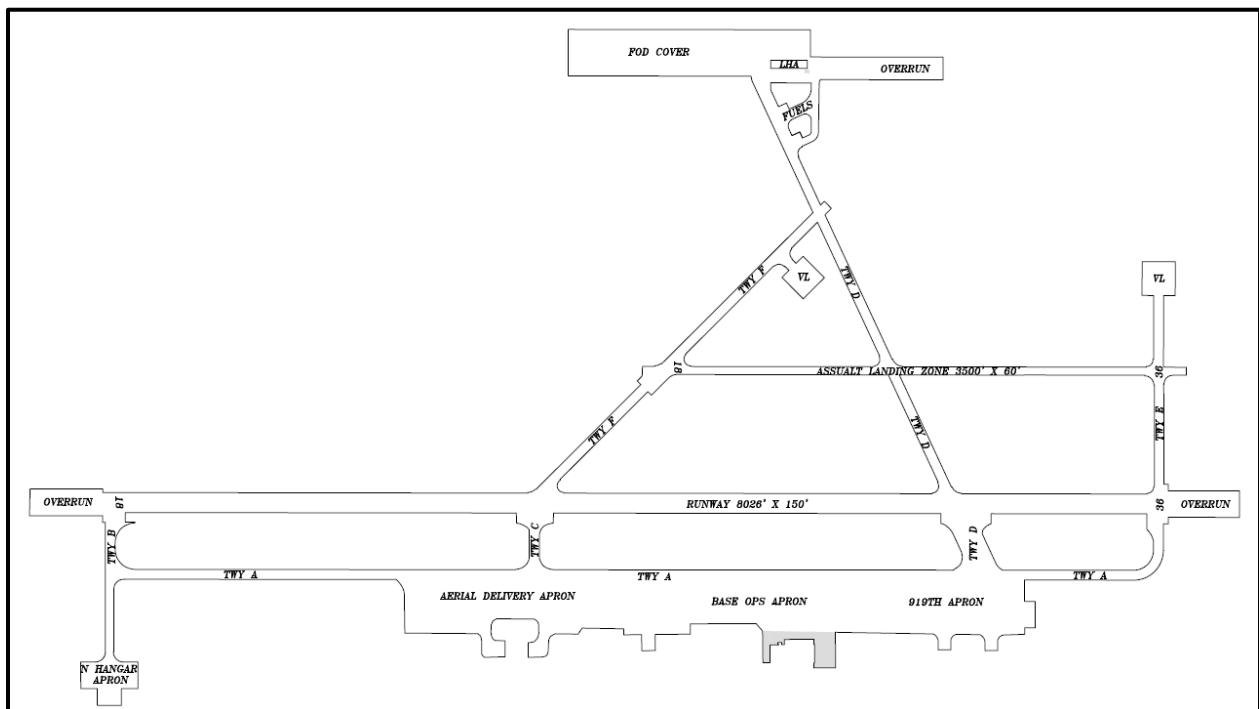 FOD COVER
LHA
OVERRUN
FUELS
TWY F
VL
TWY D
VL
18
ASSUALT LANDING ZONE 3500' X 60'
36
TWY F
TWY D
TWY E
OVERRUN
18
RUNWAY 8026' X 150'
36
OVERRUN
TWY B
TWY C
TWY D
TWY A
TWY A
TWY A
AERIAL DELIVERY APRON
BASE OPS APRON
919TH APRON
N HANGAR
APRON